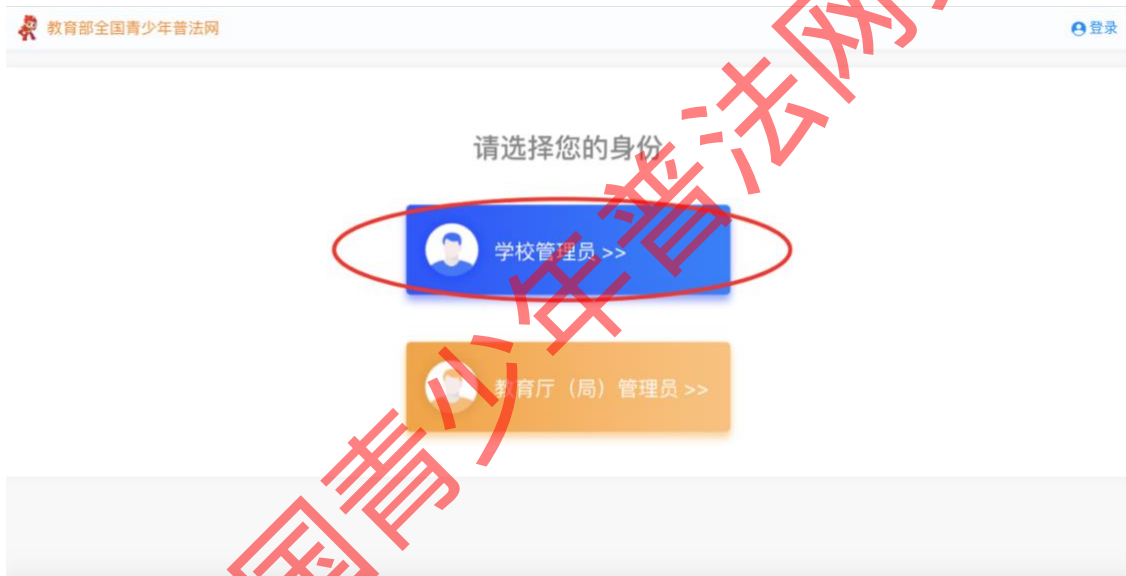 教育部全国青少年普法网
登录
请选择您的身份
学校管理员 >>
教育厅（局）管理员 >>
国青少年普法网